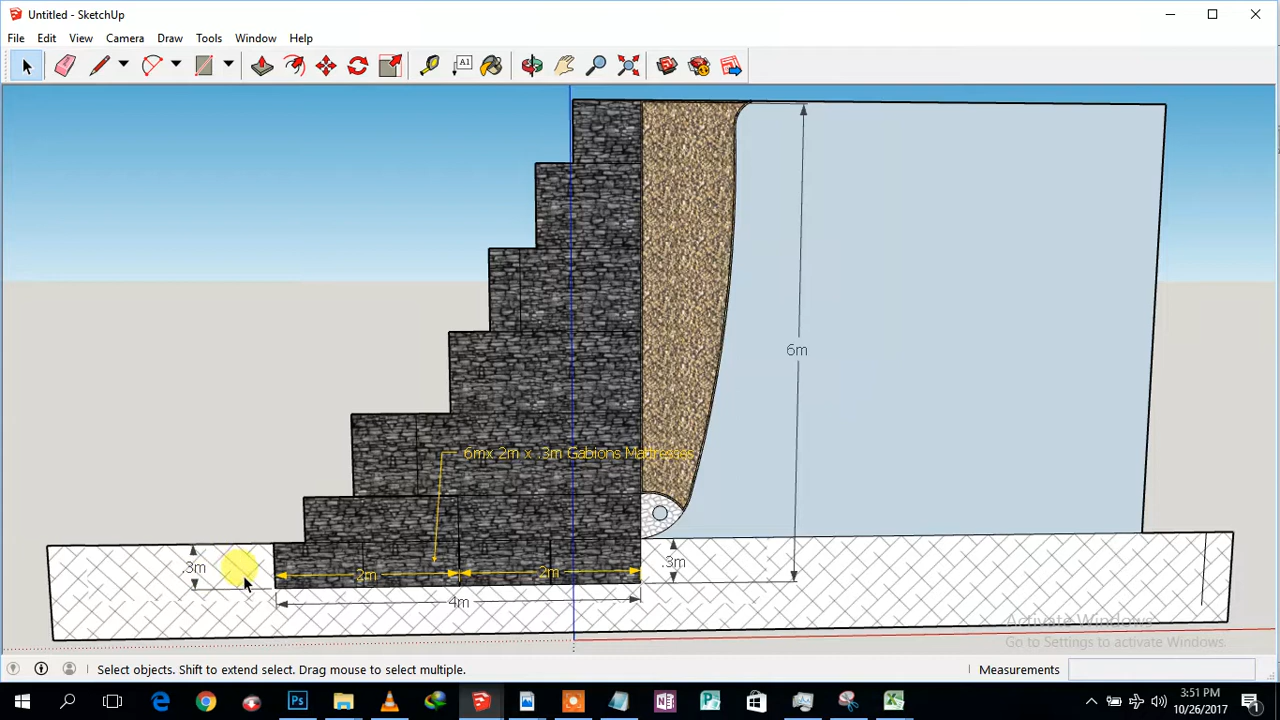 Untitled - SketchUp
File Edit View Camera Draw Tools Window Help
A1
6m
6mx 2m x .3m Gabions Mattresses
.3m
.3m
2m
2m
4m
Activate Windows
Go to Settings to activate Windows.
Select objects. Shift to extend select. Drag mouse to select multiple.
Measurements
3:51 PM
10/26/2017